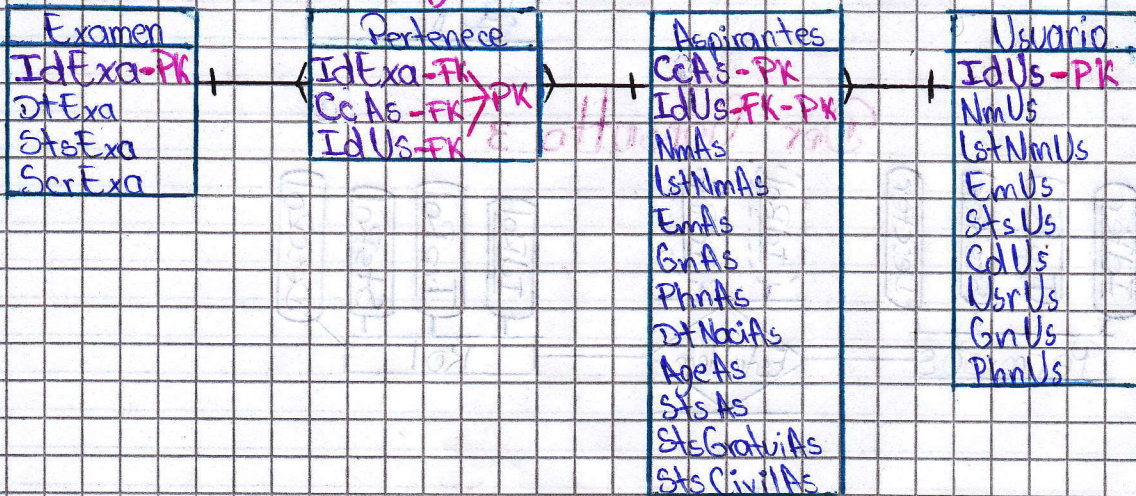 Examen
IdExa-PK
DtExa
StsExa
ScrExa
Pertenece
IdExa-FK
CcAs-FK
IdUs-FK
PK
Aspirantes
CcAs-PK
IdUs-FK-PK
NmAs
lstNmAs
EmAs
GnAs
PhnAs
DtNaciAs
AgeAs
StsAs
StsGratuiAs
StsCivilAs
Usuario
IdUs-PK
NmUs
lstNmUs
EmUs
StsUs
CdUs
UsrUs
GnUs
PhnUs